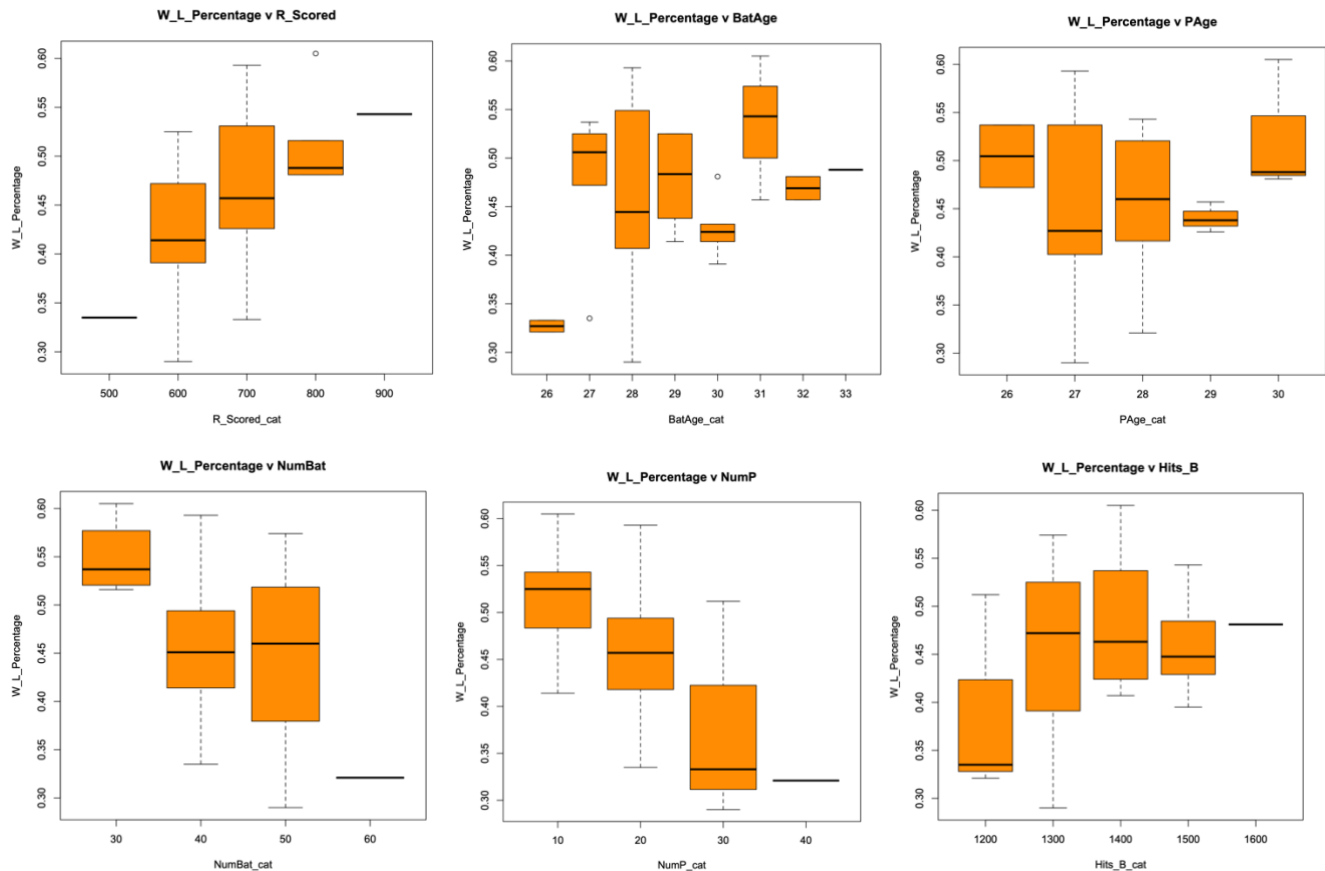 W_L_Percentage v R_Scored
W_L_Percentage
0.30 0.35 0.40 0.45 0.50 0.55 0.60
500 600 700 800 900
R_Scored_cat
W_L_Percentage v BatAge
W_L_Percentage
0.30 0.35 0.40 0.45 0.50 0.55 0.60
26 27 28 29 30 31 32 33
BatAge_cat
W_L_Percentage v PAge
W_L_Percentage
0.30 0.35 0.40 0.45 0.50 0.55 0.60
26 27 28 29 30
PAge_cat
W_L_Percentage v NumBat
W_L_Percentage
0.30 0.35 0.40 0.45 0.50 0.55 0.60
30 40 50 60
NumBat_cat
W_L_Percentage v NumP
W_L_Percentage
0.30 0.35 0.40 0.45 0.50 0.55 0.60
10 20 30 40
NumP_cat
W_L_Percentage v Hits_B
W_L_Percentage
0.30 0.35 0.40 0.45 0.50 0.55 0.60
1200 1300 1400 1500 1600
Hits_B_cat